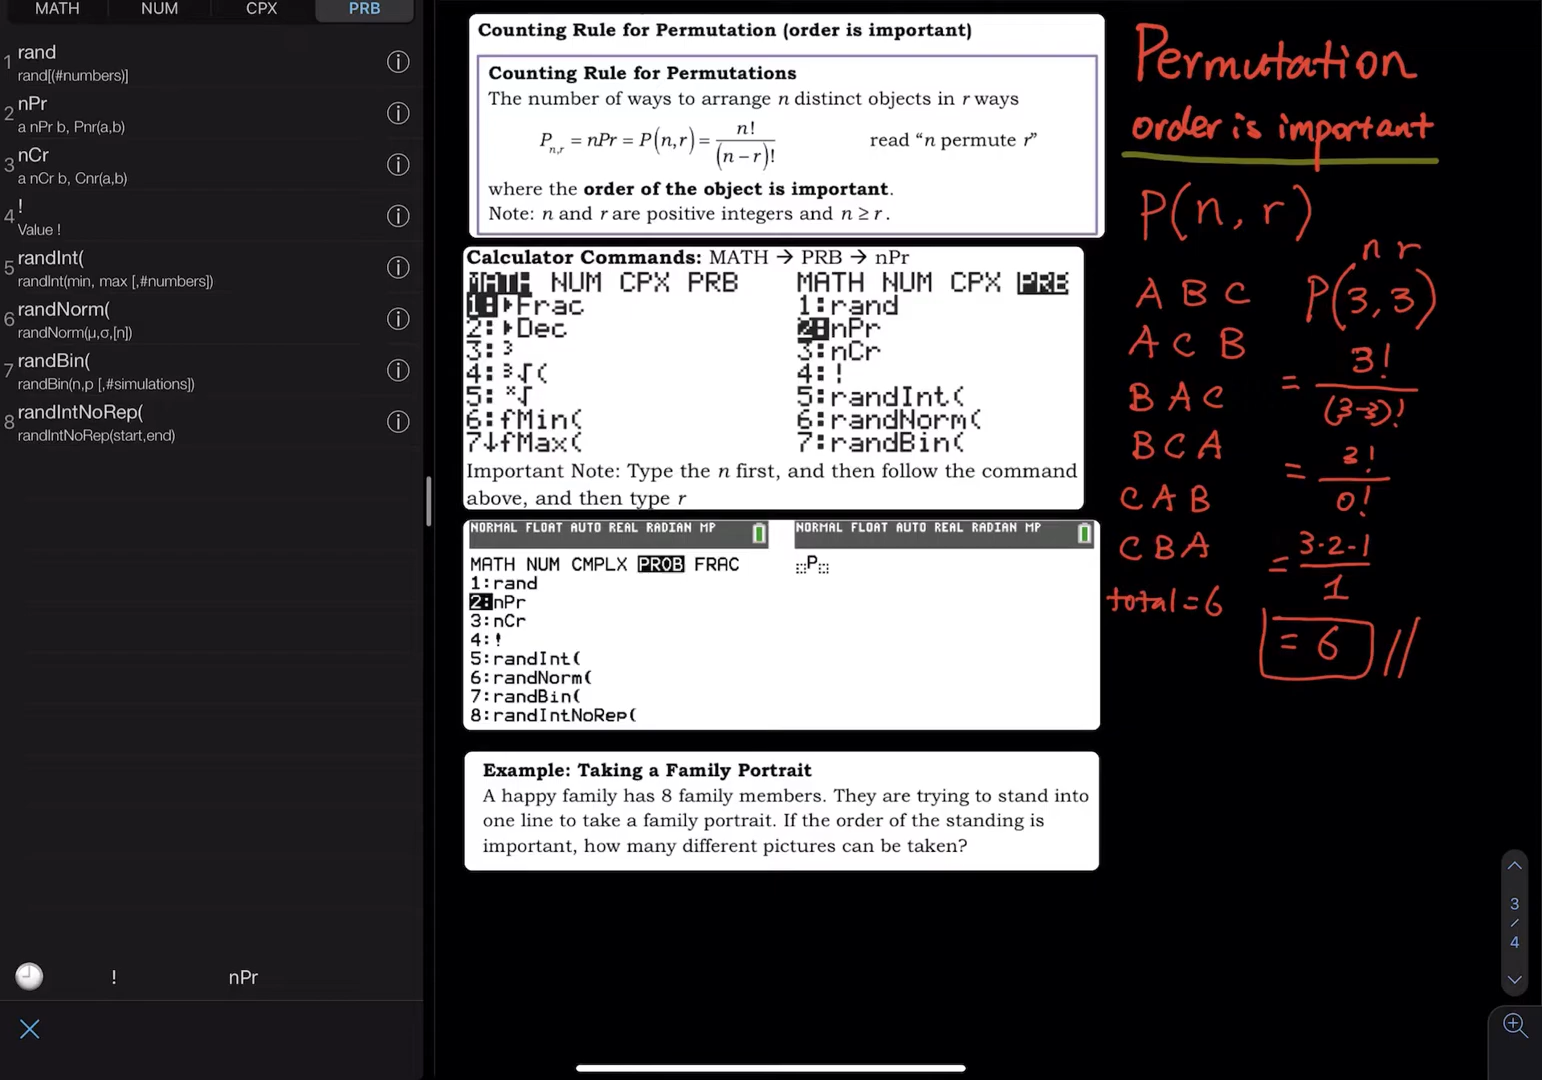 MATH NUM CPX PRB
1 rand
rand[(#numbers)]
2 nPr
a nPr b, Pnr(a,b)
3 nCr
a nCr b, Cnr(a,b)
4 !
Value !
5 randInt(
randInt(min, max [,#numbers])
6 randNorm(
randNorm(μ,σ,[n])
7 randBin(
randBin(n,p [,#simulations])
8 randIntNoRep(
randIntNoRep(start,end)
! nPr
Counting Rule for Permutation (order is important)
Counting Rule for Permutations
The number of ways to arrange n distinct objects in r ways
P_{n,r} = nPr = P(n,r) = n! / (n − r)! read “n permute r”
where the order of the object is important.
Note: n and r are positive integers and n ≥ r.
Calculator Commands: MATH → PRB → nPr
MATH NUM CPX PRB
1:▸Frac
2:▸Dec
3:³
4:³√(
5:ˣ√
6:fMin(
7↓fMax(
MATH NUM CPX PRB
1:rand
2:nPr
3:nCr
4:!
5:randInt(
6:randNorm(
7:randBin(
Important Note: Type the n first, and then follow the command
above, and then type r
NORMAL FLOAT AUTO REAL RADIAN MP
MATH NUM CMPLX PROB FRAC
1:rand
2:nPr
3:nCr
4:!
5:randInt(
6:randNorm(
7:randBin(
8:randIntNoRep(
NORMAL FLOAT AUTO REAL RADIAN MP
P
Example: Taking a Family Portrait
A happy family has 8 family members. They are trying to stand into
one line to take a family portrait. If the order of the standing is
important, how many different pictures can be taken?
Permutation
order is important
P(n, r)
A B C
A C B
B A C
B C A
C A B
C B A
total = 6
n r
P(3,3)
= 3! / (3-3)!
= 3! / 0!
= 3·2·1 / 1
= 6 //
3
/
4